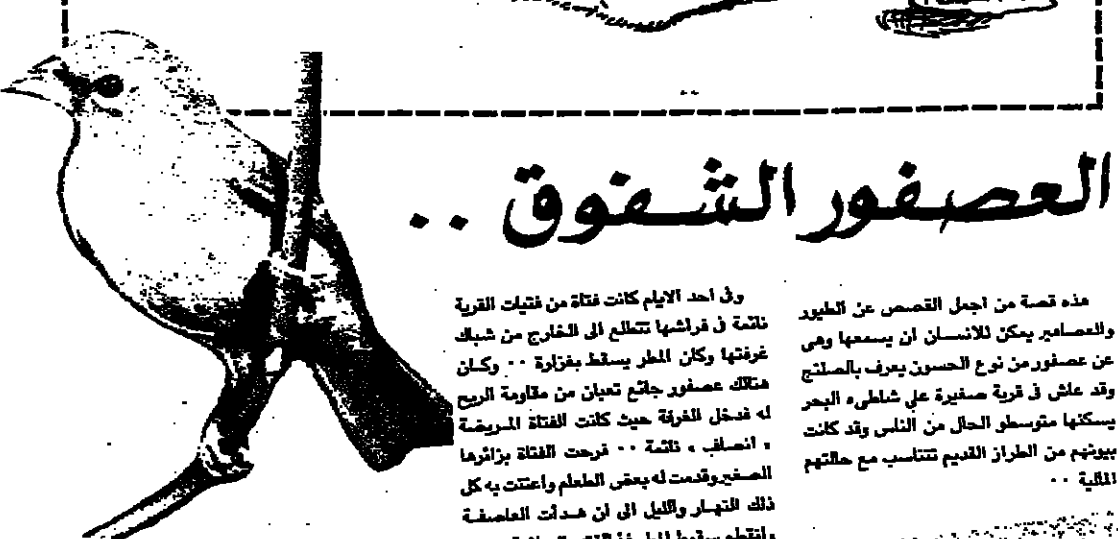 العصفور الشفوق ..
هذه قصة من اجمل القصص عن الطيور
والعصافير يمكن للانسان ان يسمعها وهى
عن عصفور من نوع الحسون يعرف بالصلنج
وقد عاش فى قرية صغيرة على شاطىء البحر
يسكنها متوسطو الحال من الناس وقد كانت
بيوتهم من الطراز القديم تتناسب مع حالتهم
المالية ..
وفى احد الايام كانت فتاة من فتيات القرية
نائمة فى فراشها تتطلع الى الخارج من شباك
غرفتها وكان المطر يسقط بغزارة .. وكان
هنالك عصفور جائع تعبان من مقاومة الريح
له فدخل الغرفة حيث كانت الفتاة المريضة
« انصاف » نائمة .. فرحت الفتاة بزائرها
الصغير وقدمت له بعض الطعام واعتنت به كل
ذلك النهار والليل الى ان هدأت العاصفة